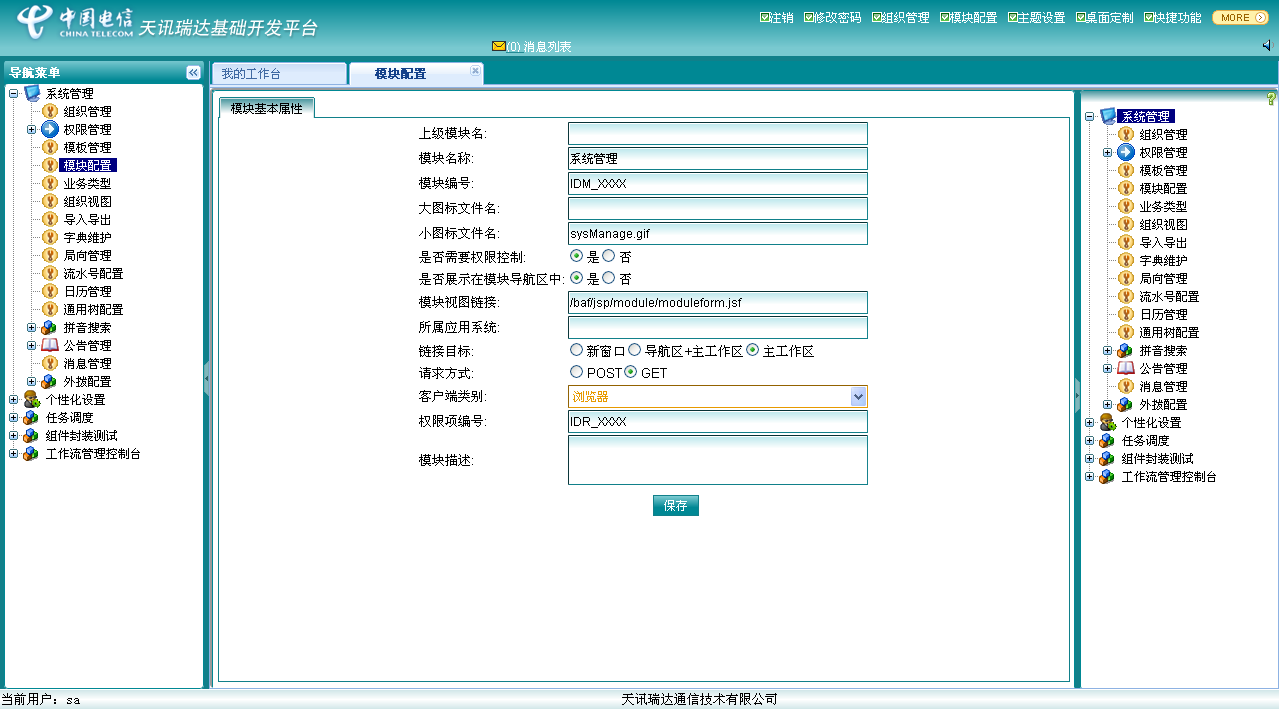 中国电信 CHINA TELECOM 天讯瑞达基础开发平台
注销 修改密码 组织管理 模块配置 主题设置 桌面定制 快捷功能 MORE
(0) 消息列表
导航菜单
系统管理
组织管理
权限管理
模板管理
模块配置
业务类型
组织视图
导入导出
字典维护
局向管理
流水号配置
日历管理
通用树配置
拼音搜索
公告管理
消息管理
外拨配置
个性化设置
任务调度
组件封装测试
工作流管理控制台
我的工作台 模块配置
模块基本属性
上级模块名:
模块名称: 系统管理
模块编号: IDM_XXXX
大图标文件名:
小图标文件名: sysManage.gif
是否需要权限控制: 是 否
是否展示在模块导航区中: 是 否
模块视图链接: /baf/jsp/module/moduleform.jsf
所属应用系统:
链接目标: 新窗口 导航区+主工作区 主工作区
请求方式: POST GET
客户端类别: 浏览器
权限项编号: IDR_XXXX
模块描述:
保存
系统管理
组织管理
权限管理
模板管理
模块配置
业务类型
组织视图
导入导出
字典维护
局向管理
流水号配置
日历管理
通用树配置
拼音搜索
公告管理
消息管理
外拨配置
个性化设置
任务调度
组件封装测试
工作流管理控制台
当前用户: sa
天讯瑞达通信技术有限公司